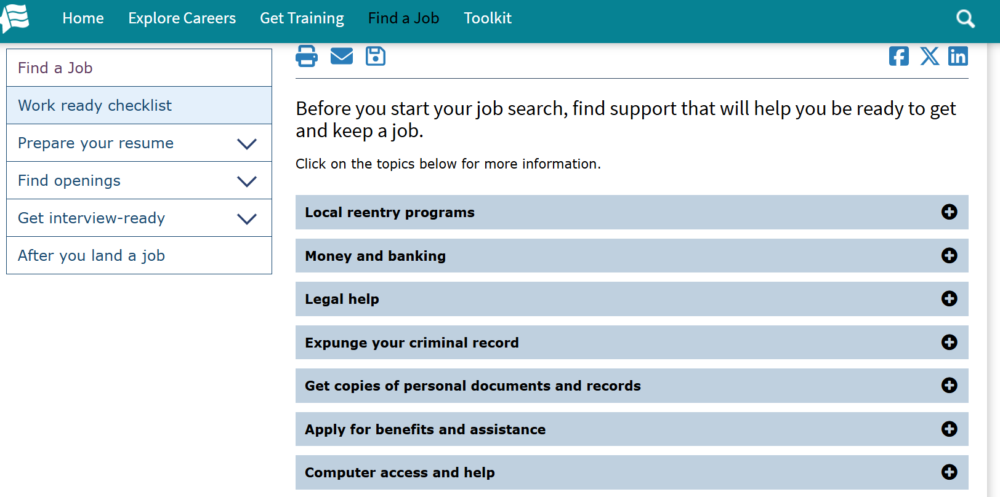 Home Explore Careers Get Training Find a Job Toolkit
Find a Job
Work ready checklist
Prepare your resume
Find openings
Get interview-ready
After you land a job
Before you start your job search, find support that will help you be ready to get
and keep a job.
Click on the topics below for more information.
Local reentry programs
Money and banking
Legal help
Expunge your criminal record
Get copies of personal documents and records
Apply for benefits and assistance
Computer access and help